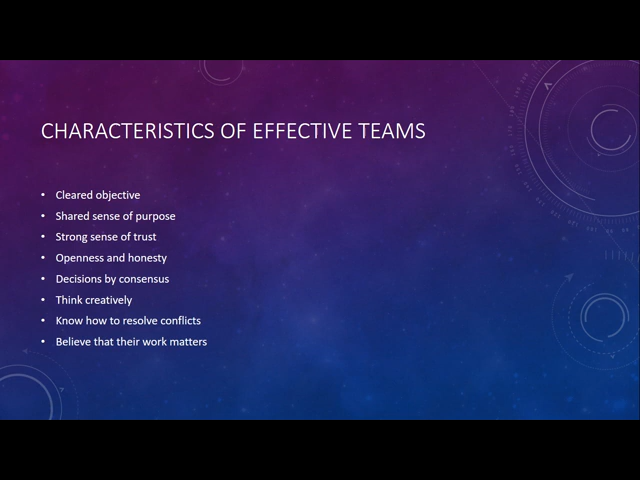 CHARACTERISTICS OF EFFECTIVE TEAMS
• Cleared objective
• Shared sense of purpose
• Strong sense of trust
• Openness and honesty
• Decisions by consensus
• Think creatively
• Know how to resolve conflicts
• Believe that their work matters